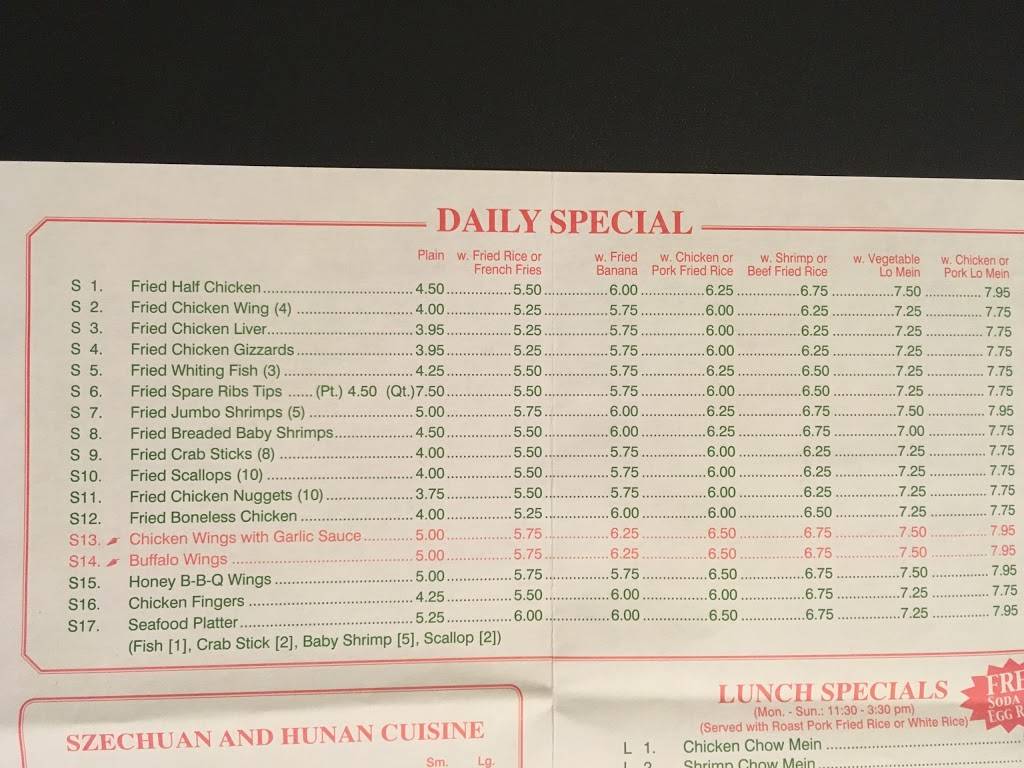 DAILY SPECIAL
Plain w. Fried Rice or w. Fried w. Chicken or w. Shrimp or w. Vegetable w. Chicken or
French Fries Banana Pork Fried Rice Beef Fried Rice Lo Mein Pork Lo Mein
S 1. Fried Half Chicken 4.50 5.50 6.00 6.25 6.75 7.50 7.95
S 2. Fried Chicken Wing (4) 4.00 5.25 5.75 6.00 6.25 7.25 7.75
S 3. Fried Chicken Liver 3.95 5.25 5.75 6.00 6.25 7.25 7.75
S 4. Fried Chicken Gizzards 3.95 5.25 5.75 6.00 6.25 7.25 7.75
S 5. Fried Whiting Fish (3) 4.25 5.50 5.75 6.25 6.50 7.25 7.75
S 6. Fried Spare Ribs Tips ...... (Pt.) 4.50 (Qt.) 7.50 5.50 5.75 6.00 6.50 7.25 7.75
S 7. Fried Jumbo Shrimps (5) 5.00 5.75 6.00 6.25 6.75 7.50 7.95
S 8. Fried Breaded Baby Shrimps 4.50 5.50 6.00 6.25 6.75 7.00 7.75
S 9. Fried Crab Sticks (8) 4.00 5.50 5.75 6.00 6.25 7.25 7.75
S10. Fried Scallops (10) 4.00 5.50 5.75 6.00 6.25 7.25 7.75
S11. Fried Chicken Nuggets (10) 3.75 5.50 5.75 6.00 6.25 7.25 7.75
S12. Fried Boneless Chicken 4.00 5.25 5.75 6.00 6.50 7.25 7.75
S13. Chicken Wings with Garlic Sauce 5.00 5.75 6.25 6.50 6.75 7.50 7.95
S14. Buffalo Wings 5.00 5.75 6.25 6.50 6.75 7.50 7.95
S15. Honey B-B-Q Wings 5.00 5.75 5.75 6.50 6.75 7.50 7.95
S16. Chicken Fingers 4.25 5.50 6.00 6.00 6.75 7.25 7.75
S17. Seafood Platter 5.25 6.00 6.00 6.50 6.75 7.25 7.95
(Fish [1], Crab Stick [2], Baby Shrimp [5], Scallop [2])
SZECHUAN AND HUNAN CUISINE
Sm. Lg.
LUNCH SPECIALS
(Mon. - Sun.: 11:30 - 3:30 pm)
(Served with Roast Pork Fried Rice or White Rice)
FRE
SODA
EGG R
L 1. Chicken Chow Mein
L 2. Shrimp Chow Mein